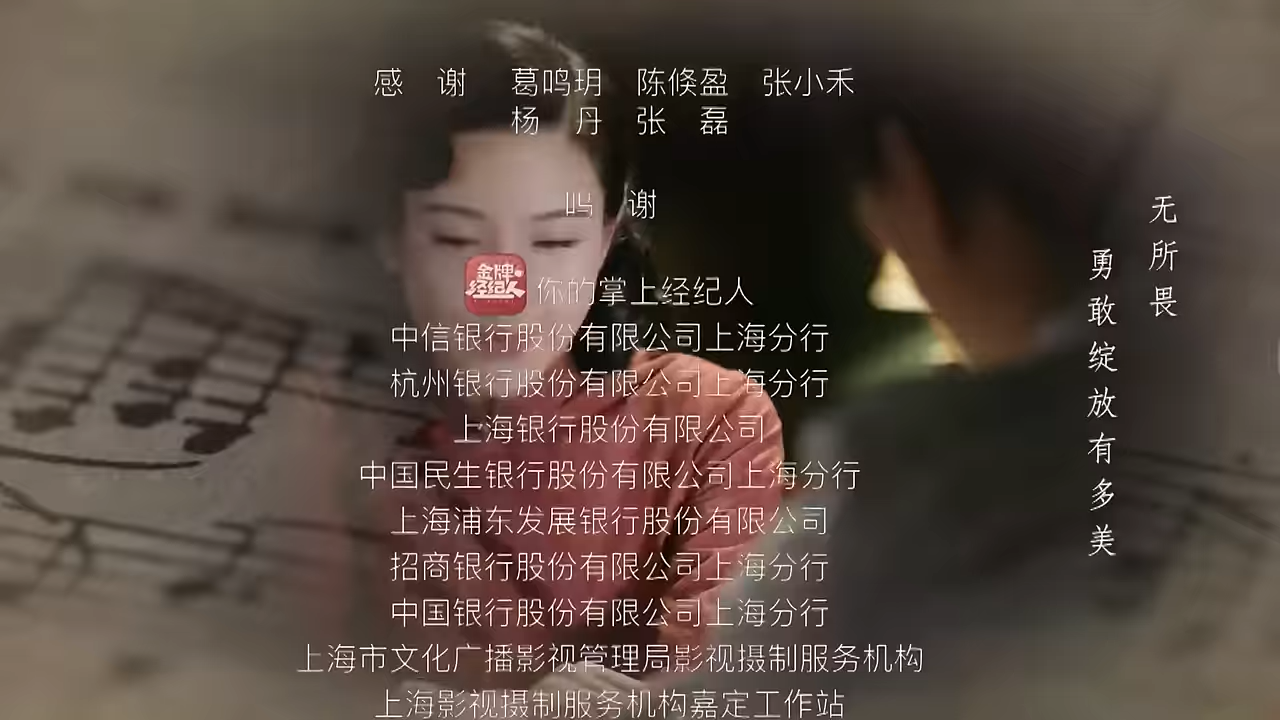 感 谢 葛鸣玥 陈倏盈 张小禾
杨 丹 张 磊
鸣 谢
金牌
经纪人
你的掌上经纪人
中信银行股份有限公司上海分行
杭州银行股份有限公司上海分行
上海银行股份有限公司
中国民生银行股份有限公司上海分行
上海浦东发展银行股份有限公司
招商银行股份有限公司上海分行
中国银行股份有限公司上海分行
上海市文化广播影视管理局影视摄制服务机构
上海影视摄制服务机构嘉定工作站
无所畏
勇敢绽放有多美